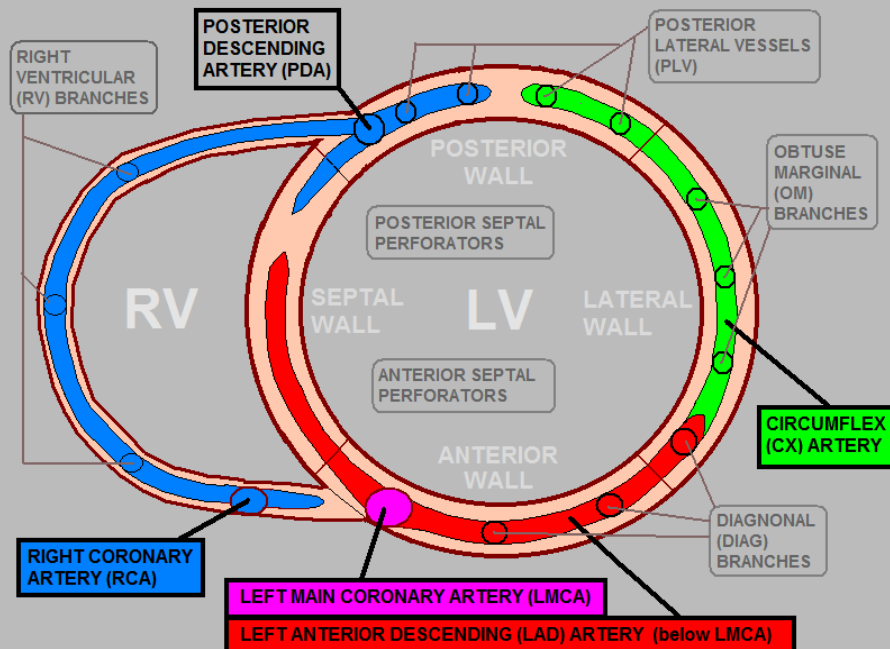 POSTERIOR
DESCENDING
ARTERY (PDA)
POSTERIOR
LATERAL VESSELS
(PLV)
RIGHT
VENTRICULAR
(RV) BRANCHES
OBTUSE
MARGINAL
(OM)
BRANCHES
POSTERIOR
WALL
POSTERIOR SEPTAL
PERFORATORS
RV
SEPTAL
WALL
LV
LATERAL
WALL
ANTERIOR SEPTAL
PERFORATORS
CIRCUMFLEX
(CX) ARTERY
ANTERIOR
WALL
DIAGNONAL
(DIAG)
BRANCHES
RIGHT CORONARY
ARTERY (RCA)
LEFT MAIN CORONARY ARTERY (LMCA)
LEFT ANTERIOR DESCENDING (LAD) ARTERY (below LMCA)